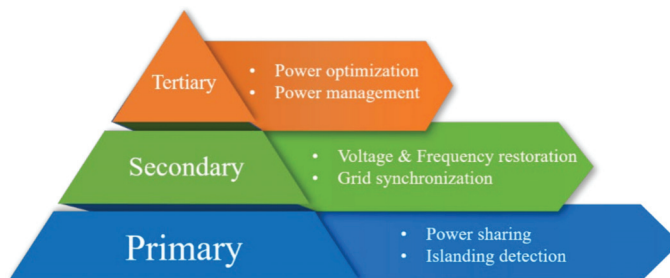 Tertiary
• Power optimization
• Power management
Secondary
• Voltage & Frequency restoration
• Grid synchronization
Primary
• Power sharing
• Islanding detection